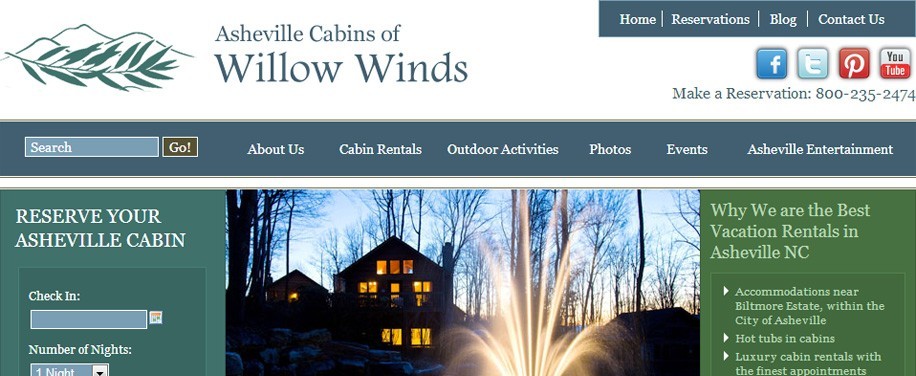 Home | Reservations | Blog | Contact Us
Asheville Cabins of
Willow Winds
You
Tube
Make a Reservation: 800-235-2474
Search Go!
About Us Cabin Rentals Outdoor Activities Photos Events Asheville Entertainment
RESERVE YOUR
ASHEVILLE CABIN
Check In:
Number of Nights:
1 Night
Why We are the Best
Vacation Rentals in
Asheville NC
Accommodations near
Biltmore Estate, within the
City of Asheville
Hot tubs in cabins
Luxury cabin rentals with
the finest appointments